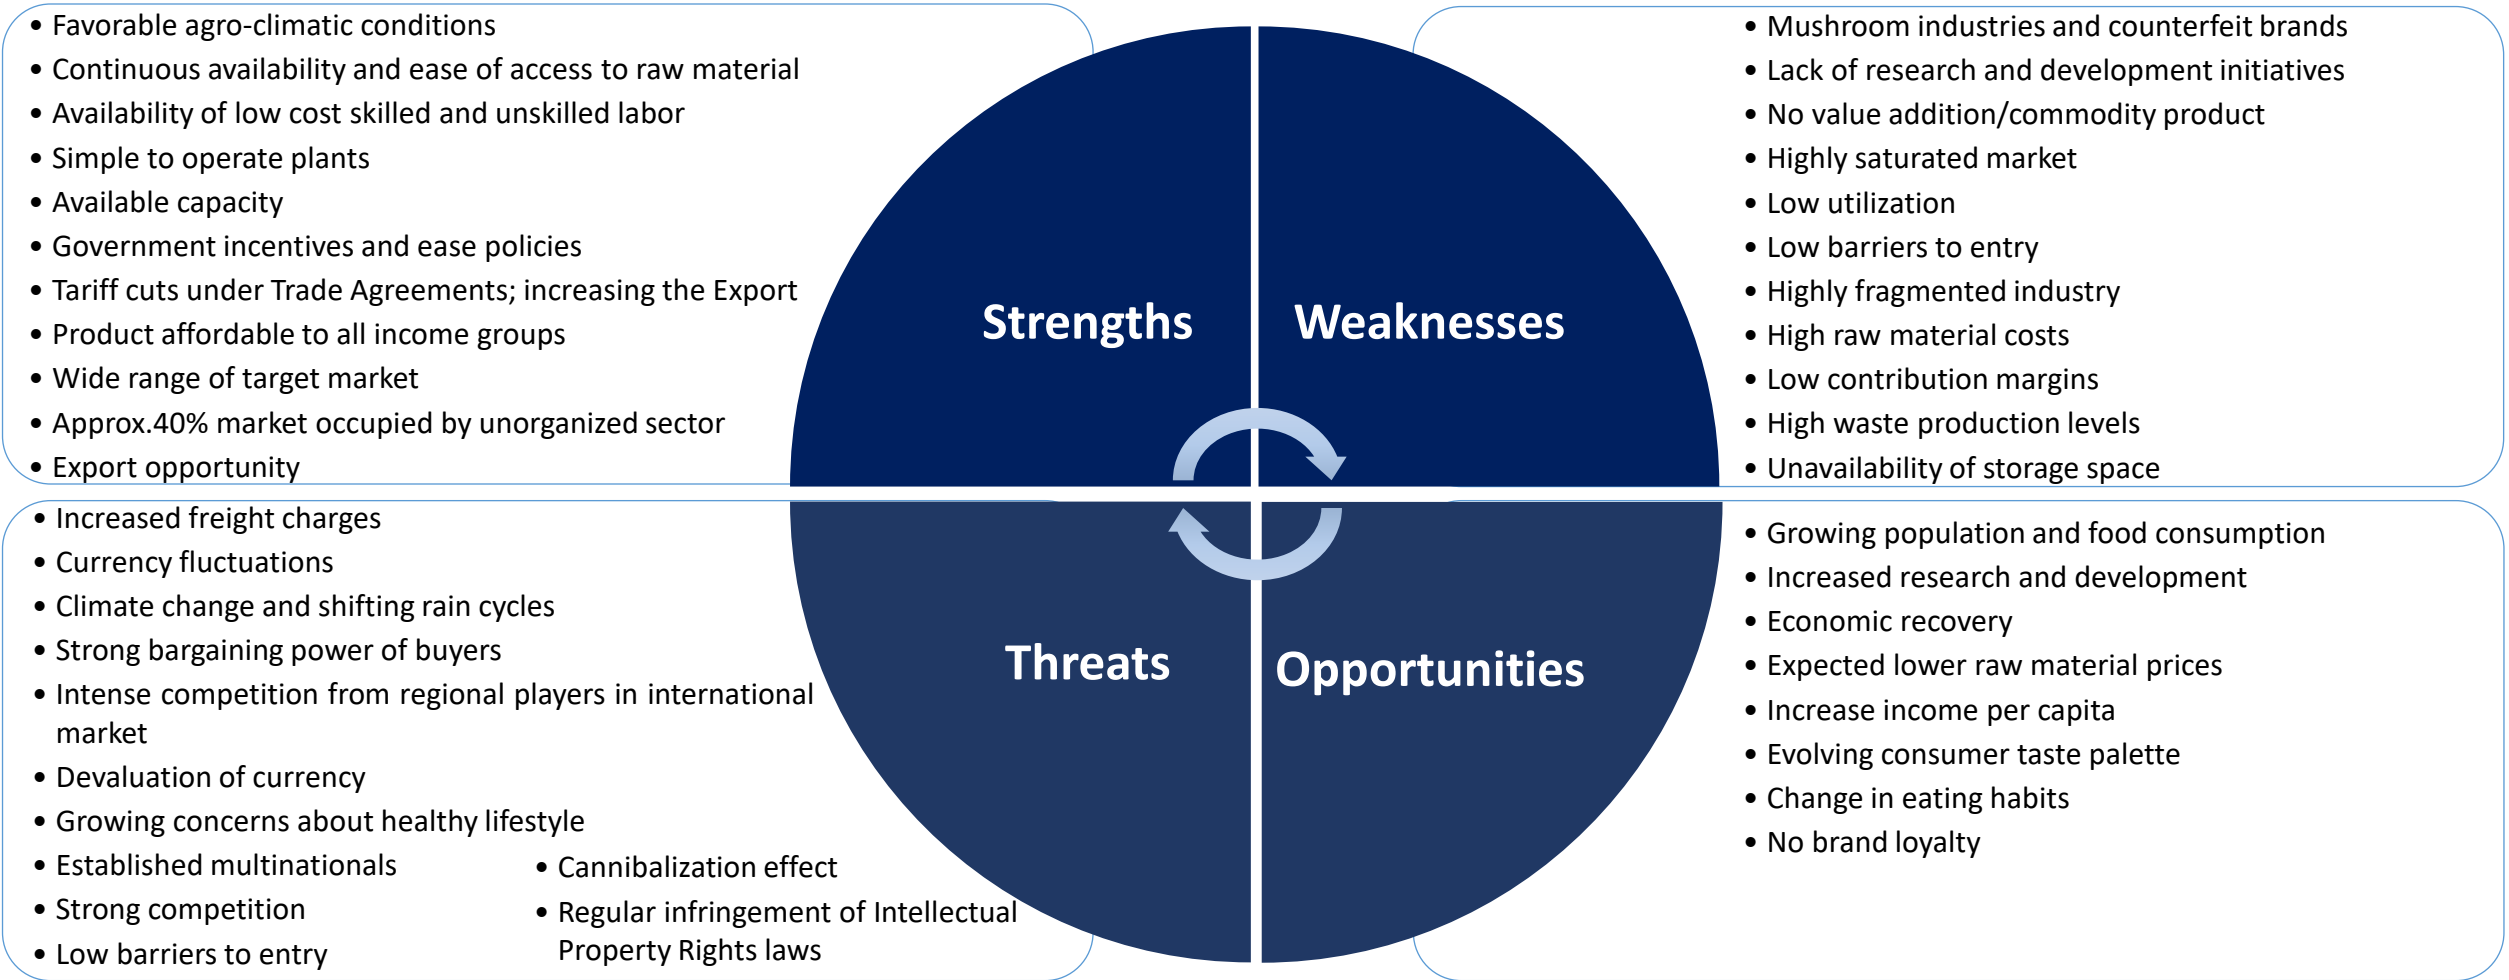 • Favorable agro-climatic conditions
• Continuous availability and ease of access to raw material
• Availability of low cost skilled and unskilled labor
• Simple to operate plants
• Available capacity
• Government incentives and ease policies
• Tariff cuts under Trade Agreements; increasing the Export
• Product affordable to all income groups
• Wide range of target market
• Approx.40% market occupied by unorganized sector
• Export opportunity
Strengths
Weaknesses
• Mushroom industries and counterfeit brands
• Lack of research and development initiatives
• No value addition/commodity product
• Highly saturated market
• Low utilization
• Low barriers to entry
• Highly fragmented industry
• High raw material costs
• Low contribution margins
• High waste production levels
• Unavailability of storage space
• Increased freight charges
• Currency fluctuations
• Climate change and shifting rain cycles
• Strong bargaining power of buyers
• Intense competition from regional players in international
market
• Devaluation of currency
• Growing concerns about healthy lifestyle
• Established multinationals
• Strong competition
• Low barriers to entry
• Cannibalization effect
• Regular infringement of Intellectual
Property Rights laws
Threats
Opportunities
• Growing population and food consumption
• Increased research and development
• Economic recovery
• Expected lower raw material prices
• Increase income per capita
• Evolving consumer taste palette
• Change in eating habits
• No brand loyalty